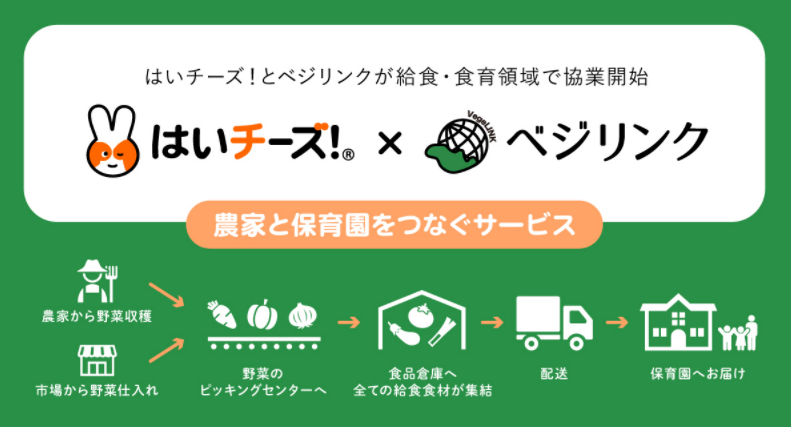 はいチーズ！とベジリンクが給食・食育領域で協業開始
はいチーズ!® × VegeLINK ベジリンク
農家と保育園をつなぐサービス
農家から野菜収穫
市場から野菜仕入れ
野菜の
ピッキングセンターへ
食品倉庫へ
全ての給食食材が集結
配送
保育園へお届け